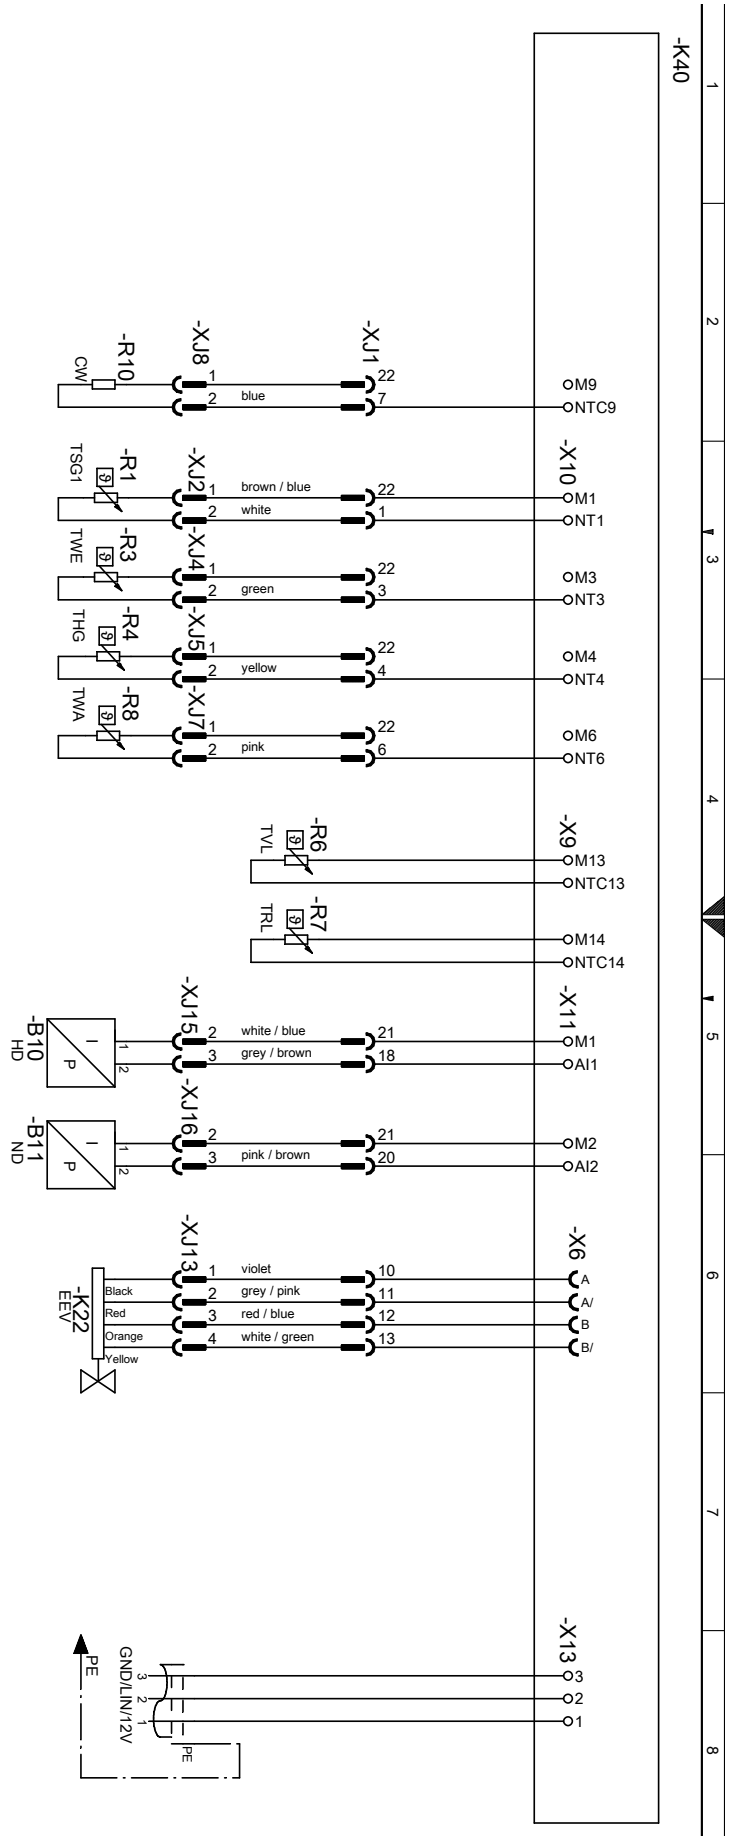 -K40
1
2
3
4
5
6
7
8
-R10
CW
-XJ8
1
2
blue
-XJ1
22
7
M9
NTC9
-R1
TSG1
ϑ
-XJ2
1
2
brown / blue
white
22
1
-X10
M1
NT1
-R3
TWE
ϑ
-XJ4
1
2
green
22
3
M3
NT3
-R4
THG
ϑ
-XJ5
1
2
yellow
22
4
M4
NT4
-R8
TWA
ϑ
-XJ7
1
2
pink
22
6
M6
NT6
-R6
TVL
ϑ
-X9
M13
NTC13
-R7
TRL
ϑ
M14
NTC14
-B10
HD
I
P
1
2
-XJ15
2
3
white / blue
grey / brown
21
18
-X11
M1
AI1
-B11
ND
I
P
1
2
-XJ16
2
3
pink / brown
21
20
M2
AI2
-K22
EEV
Black
Red
Orange
Yellow
-XJ13
1
2
3
4
violet
grey / pink
red / blue
white / green
10
11
12
13
-X6
A
A/
B
B/
PE
GND/LIN/12V
3
2
1
PE
-X13
3
2
1